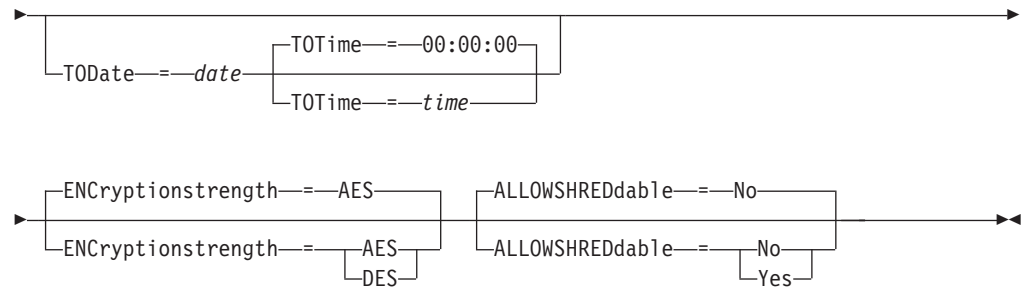 TOTime = 00:00:00
TODate = date
TOTime = time
ENCryptionstrength = AES ALLOWSHREDdable = No
ENCryptionstrength = AES ALLOWSHREDdable = No
DES Yes